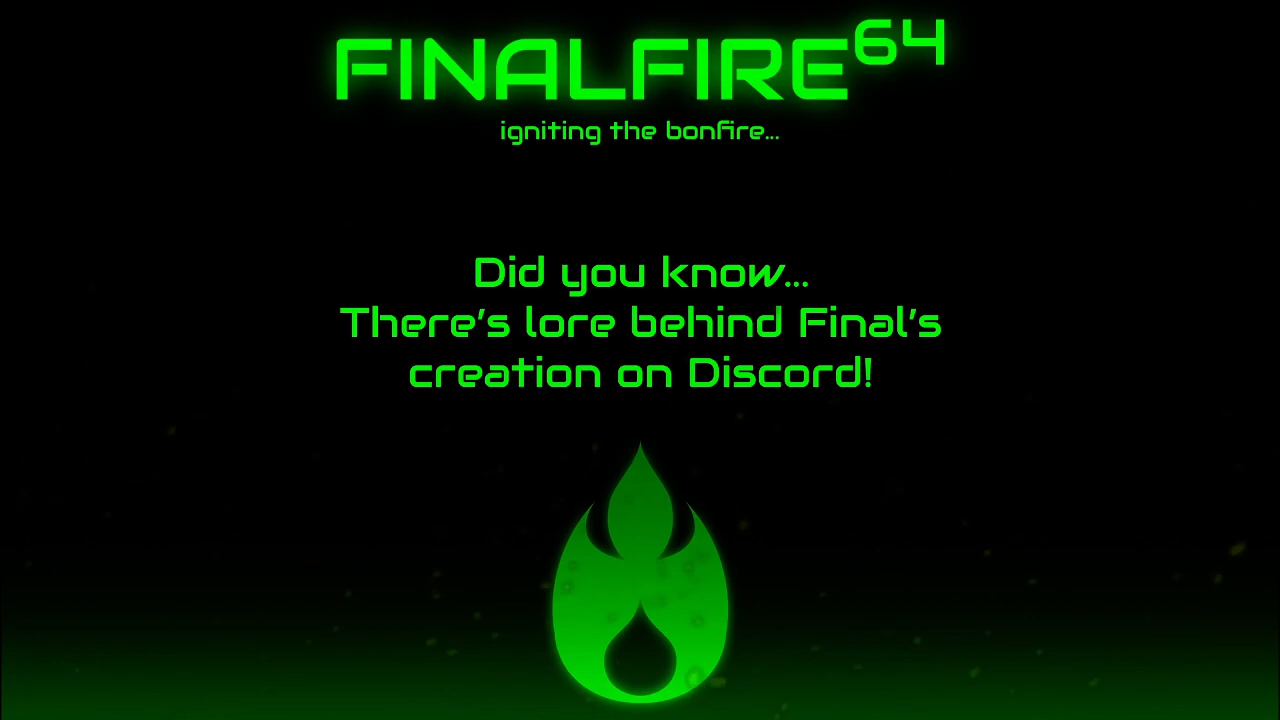 FINALFIRE64
igniting the bonfire...
Did you know...
There's lore behind Final's
creation on Discord!